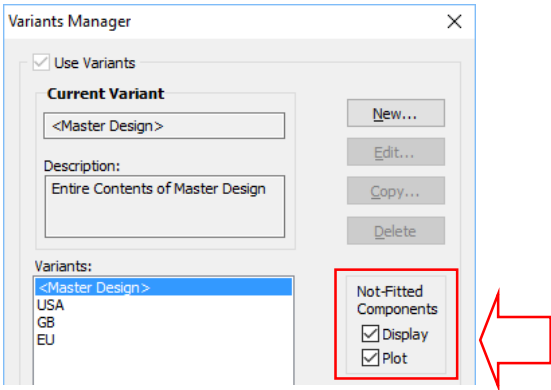 Variants Manager
Use Variants
Current Variant
<Master Design>
New...
Edit...
Description:
Entire Contents of Master Design
Copy...
Delete
Variants:
<Master Design>
USA
GB
EU
Not-Fitted
Components
Display
Plot